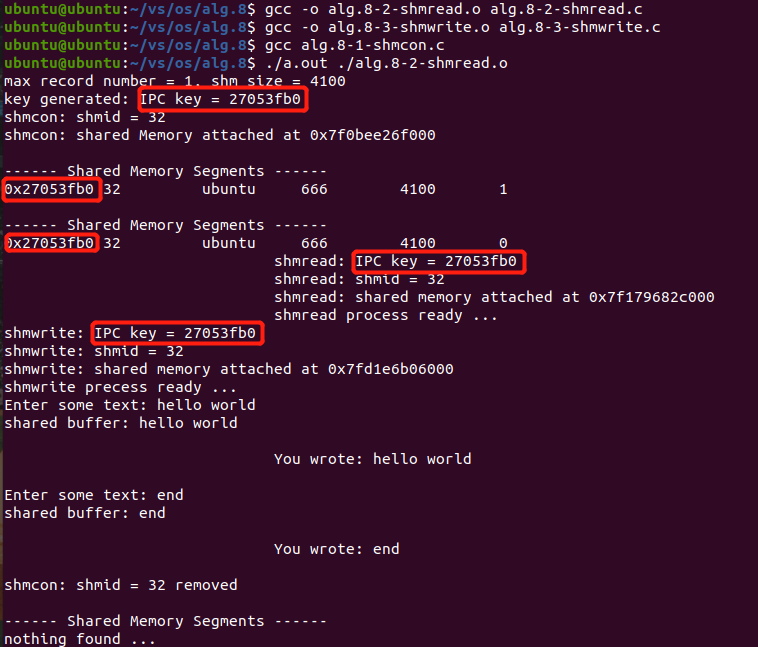 ubuntu@ubuntu:~/vs/os/alg.8$ gcc -o alg.8-2-shmread.o alg.8-2-shmread.c
ubuntu@ubuntu:~/vs/os/alg.8$ gcc -o alg.8-3-shmwrite.o alg.8-3-shmwrite.c
ubuntu@ubuntu:~/vs/os/alg.8$ gcc alg.8-1-shmcon.c
ubuntu@ubuntu:~/vs/os/alg.8$ ./a.out ./alg.8-2-shmread.o
max record number = 1, shm size = 4100
key generated: IPC key = 27053fb0
shmcon: shmid = 32
shmcon: shared Memory attached at 0x7f0bee26f000
------ Shared Memory Segments ------
0x27053fb0 32 ubuntu 666 4100 1
------ Shared Memory Segments ------
0x27053fb0 32 ubuntu 666 4100 0
shmread: IPC key = 27053fb0
shmread: shmid = 32
shmread: shared memory attached at 0x7f179682c000
shmread process ready ...
shmwrite: IPC key = 27053fb0
shmwrite: shmid = 32
shmwrite: shared memory attached at 0x7fd1e6b06000
shmwrite precess ready ...
Enter some text: hello world
shared buffer: hello world
You wrote: hello world
Enter some text: end
shared buffer: end
You wrote: end
shmcon: shmid = 32 removed
------ Shared Memory Segments ------
nothing found ...